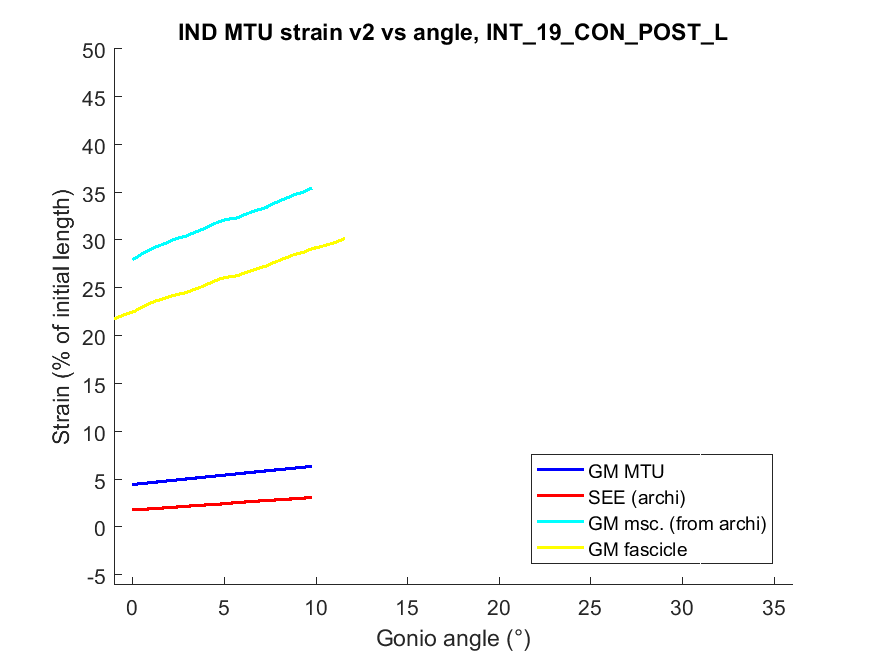 IND MTU strain v2 vs angle, INT_19_CON_POST_L
50
45
40
35
30
25
20
15
10
5
0
-5
Strain (% of initial length)
GM MTU
SEE (archi)
GM msc. (from archi)
GM fascicle
0 5 10 15 20 25 30 35
Gonio angle (°)